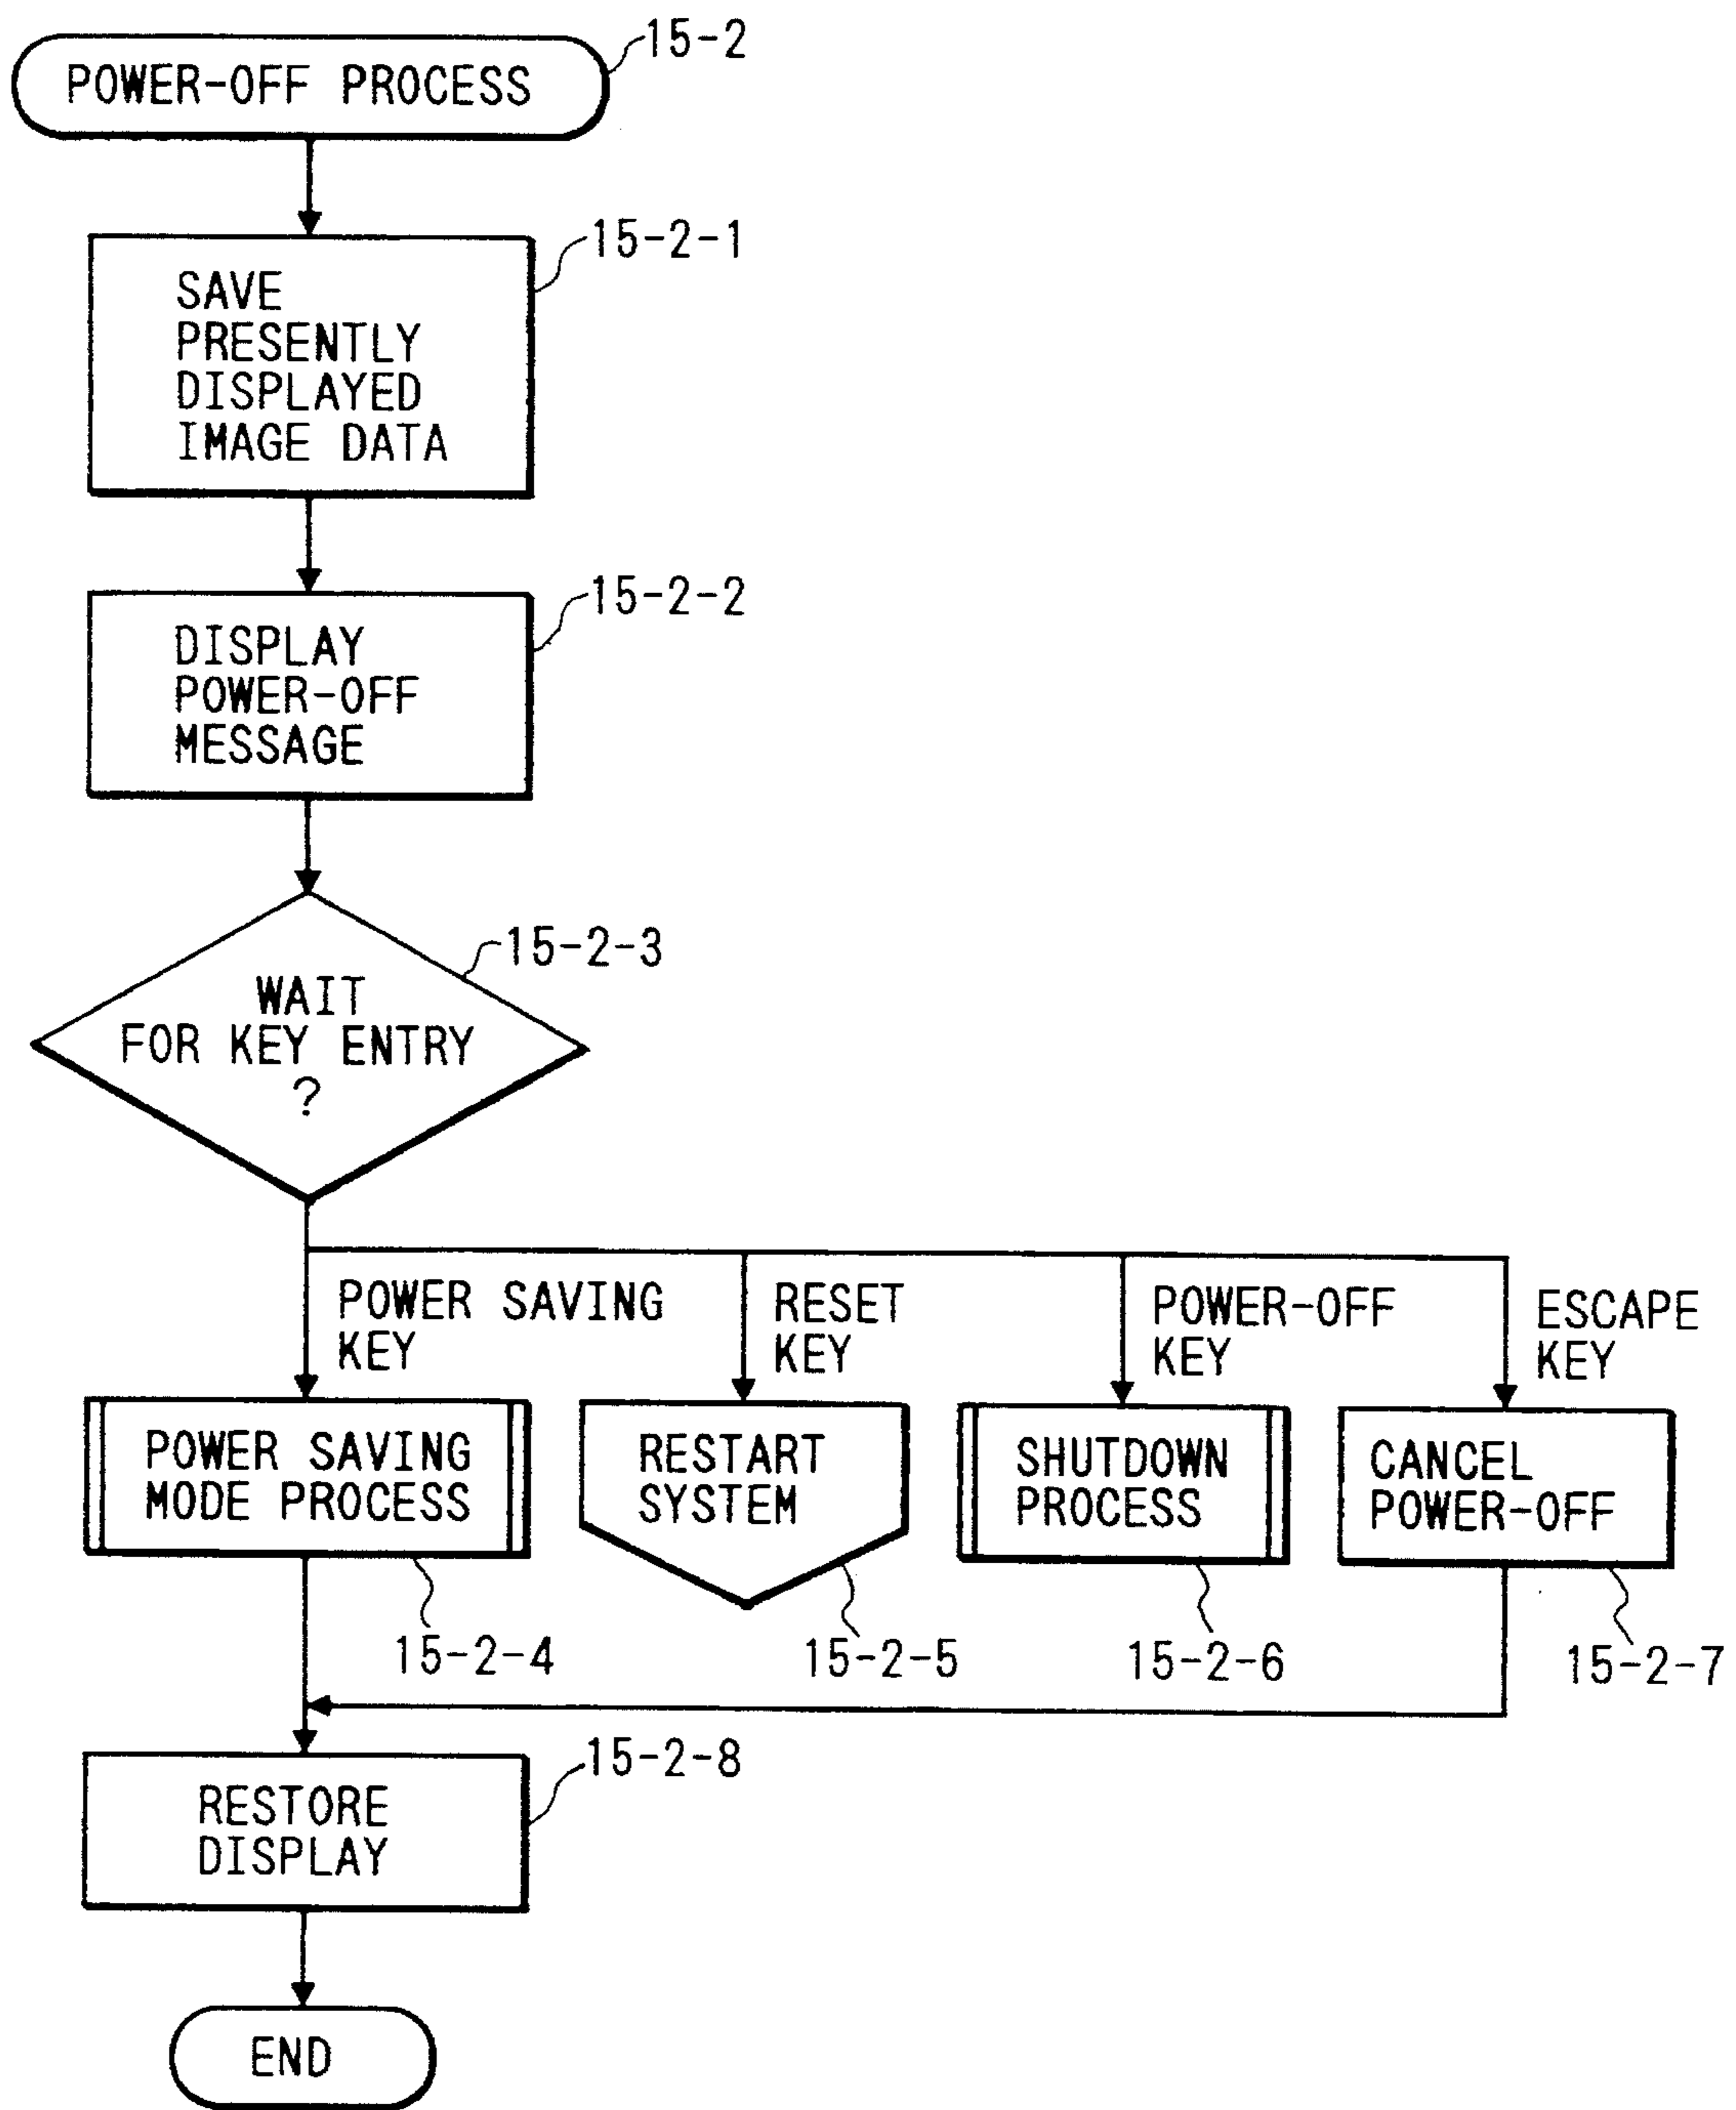 15-2
POWER-OFF PROCESS
15-2-1
SAVE
PRESENTLY
DISPLAYED
IMAGE DATA
15-2-2
DISPLAY
POWER-OFF
MESSAGE
15-2-3
WAIT
FOR KEY ENTRY
?
POWER SAVING
KEY
RESET
KEY
POWER-OFF
KEY
ESCAPE
KEY
POWER SAVING
MODE PROCESS
RESTART
SYSTEM
SHUTDOWN
PROCESS
CANCEL
POWER-OFF
15-2-4
15-2-5
15-2-6
15-2-7
15-2-8
RESTORE
DISPLAY
END